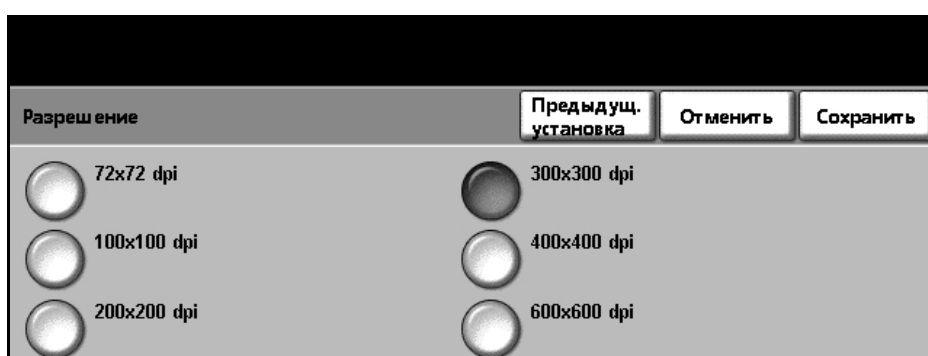 Разрешение
Предыдущ.
установка
Отменить
Сохранить
72x72 dpi
100x100 dpi
200x200 dpi
300x300 dpi
400x400 dpi
600x600 dpi